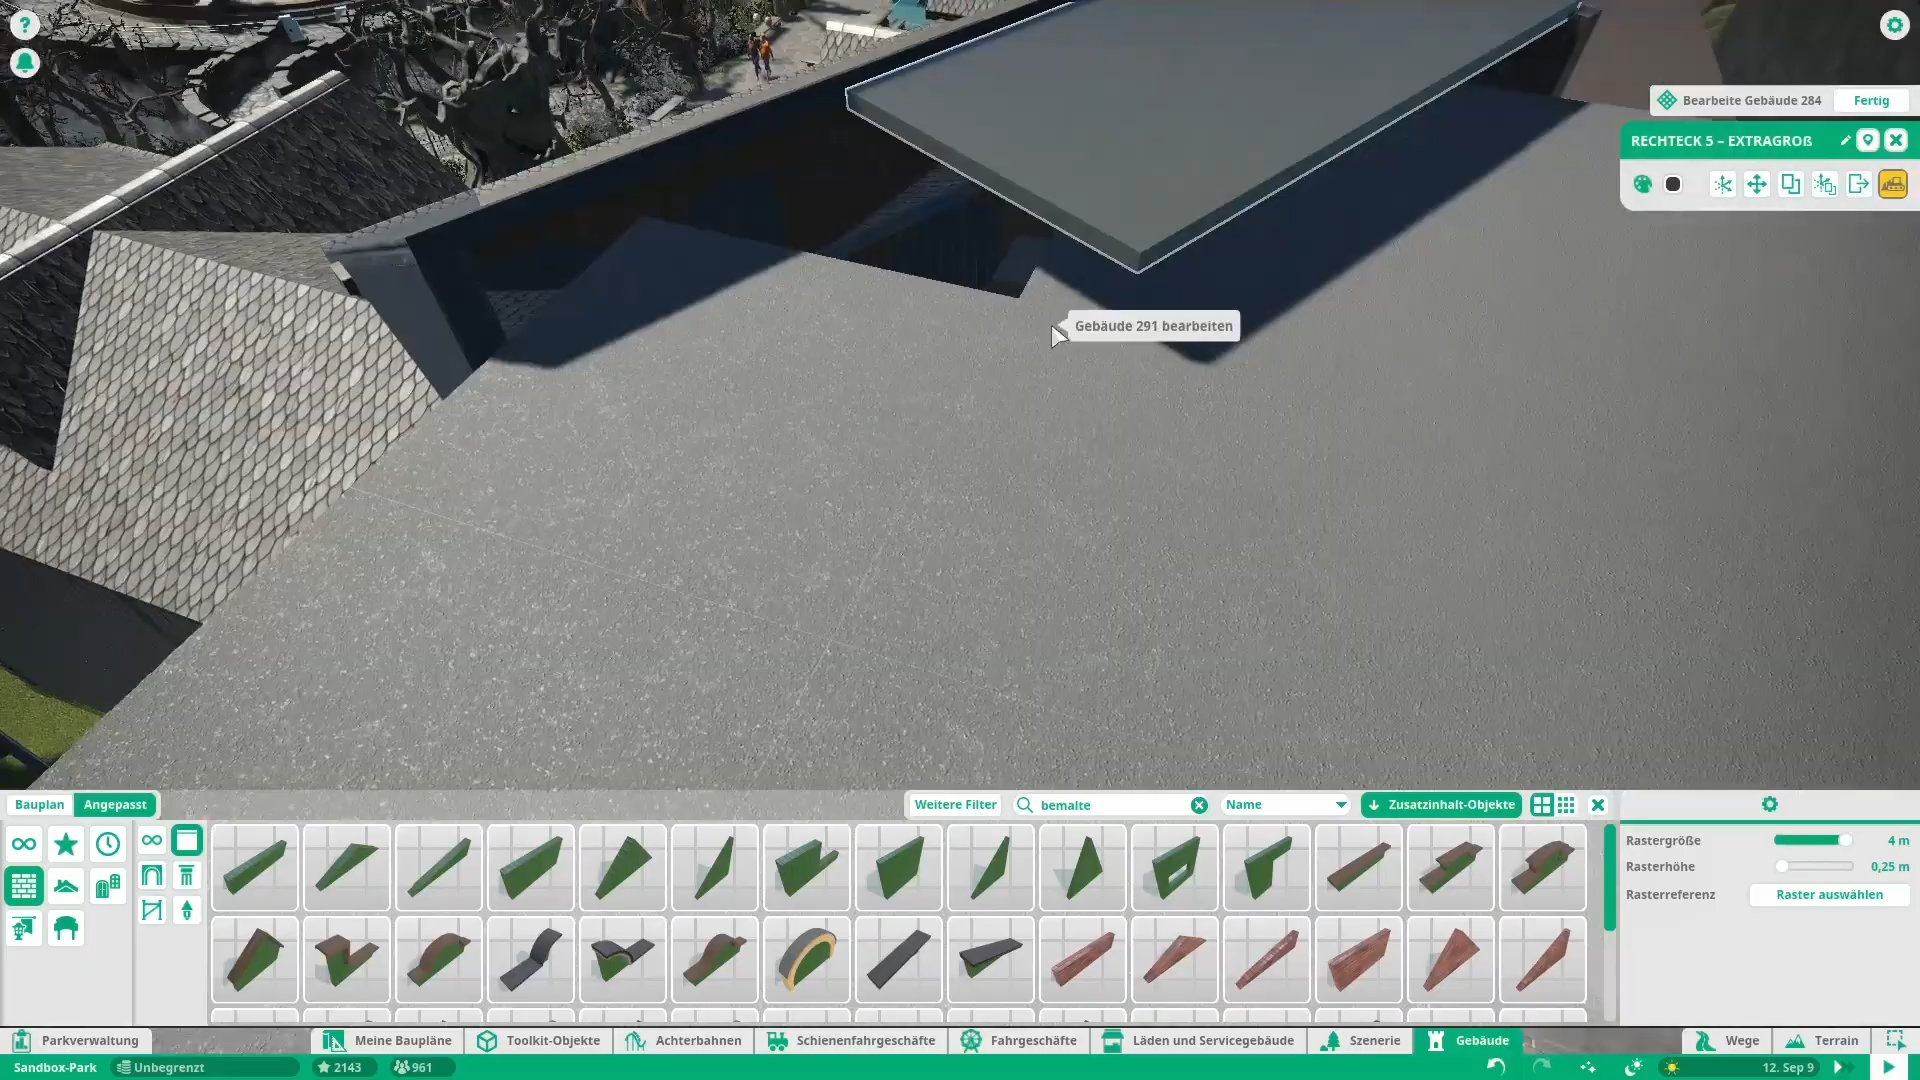 ?
Bearbeite Gebäude 284
Fertig
RECHTECK 5 – EXTRAGROß
Gebäude 291 bearbeiten
Bauplan
Angepasst
Weitere Filter
bemalte
Name
Zusatzinhalt-Objekte
Rastergröße
4 m
Rasterhöhe
0,25 m
Rasterreferenz
Raster auswählen
Parkverwaltung
Meine Baupläne
Toolkit-Objekte
Achterbahnen
Schienenfahrgeschäfte
Fahrgeschäfte
Läden und Servicegebäude
Szenerie
Gebäude
Wege
Terrain
Sandbox-Park
Unbegrenzt
2143
961
12. Sep 9